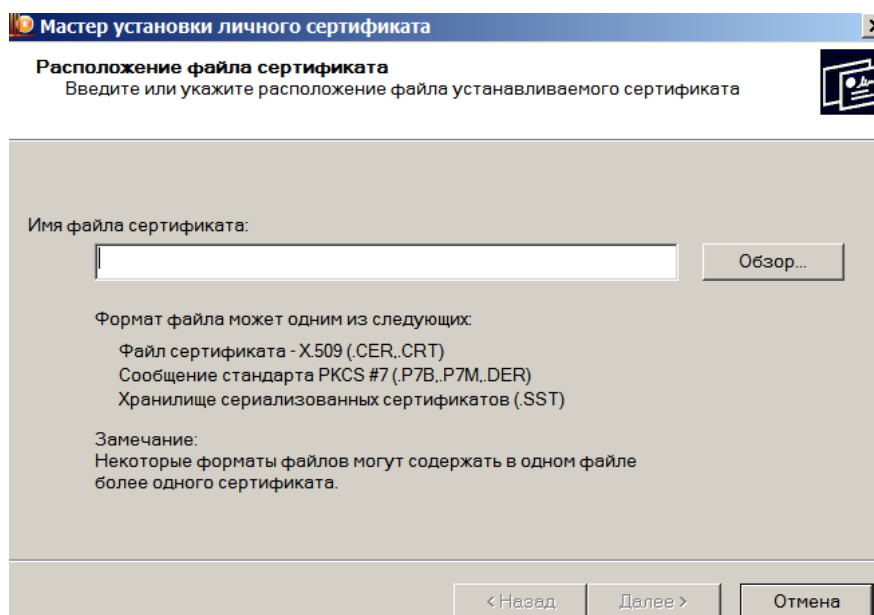 Мастер установки личного сертификата
Расположение файла сертификата
Введите или укажите расположение файла устанавливаемого сертификата
Имя файла сертификата:
Обзор...
Формат файла может одним из следующих:
Файл сертификата - X.509 (.CER,.CRT)
Сообщение стандарта PKCS #7 (.P7B,.P7M,.DER)
Хранилище сериализованных сертификатов (.SST)
Замечание:
Некоторые форматы файлов могут содержать в одном файле
более одного сертификата.
< Назад Далее > Отмена